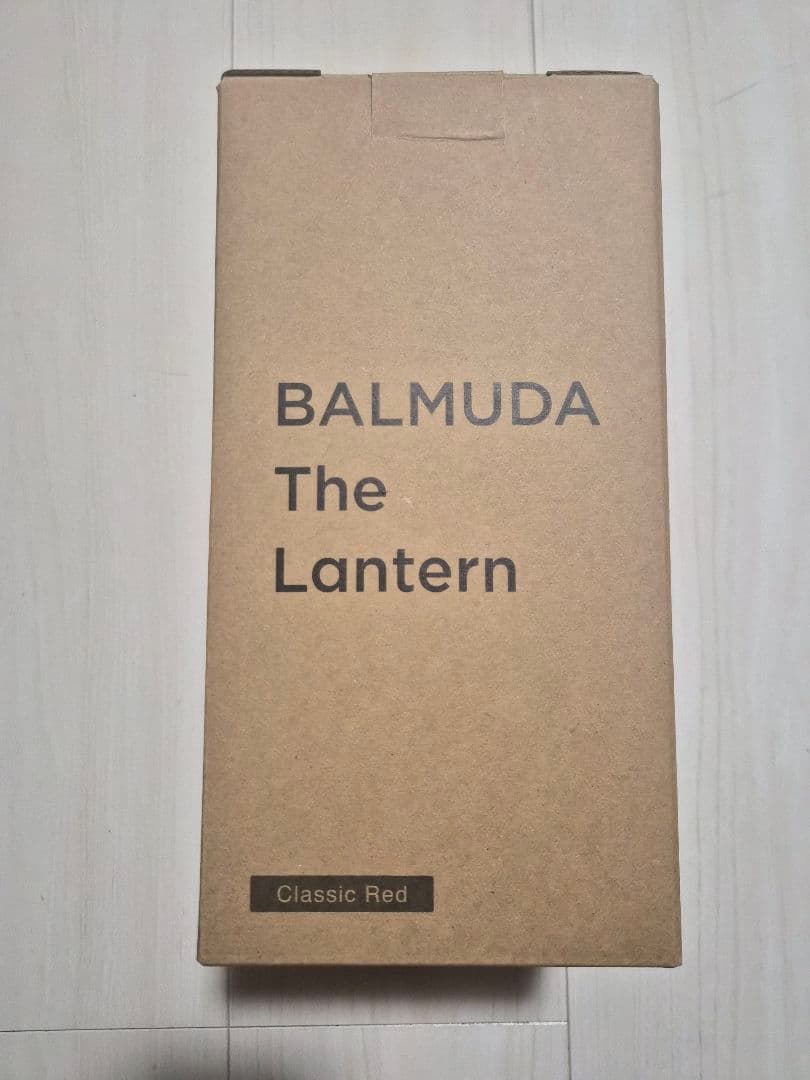 BALMUDA
The
Lantern
Classic Red